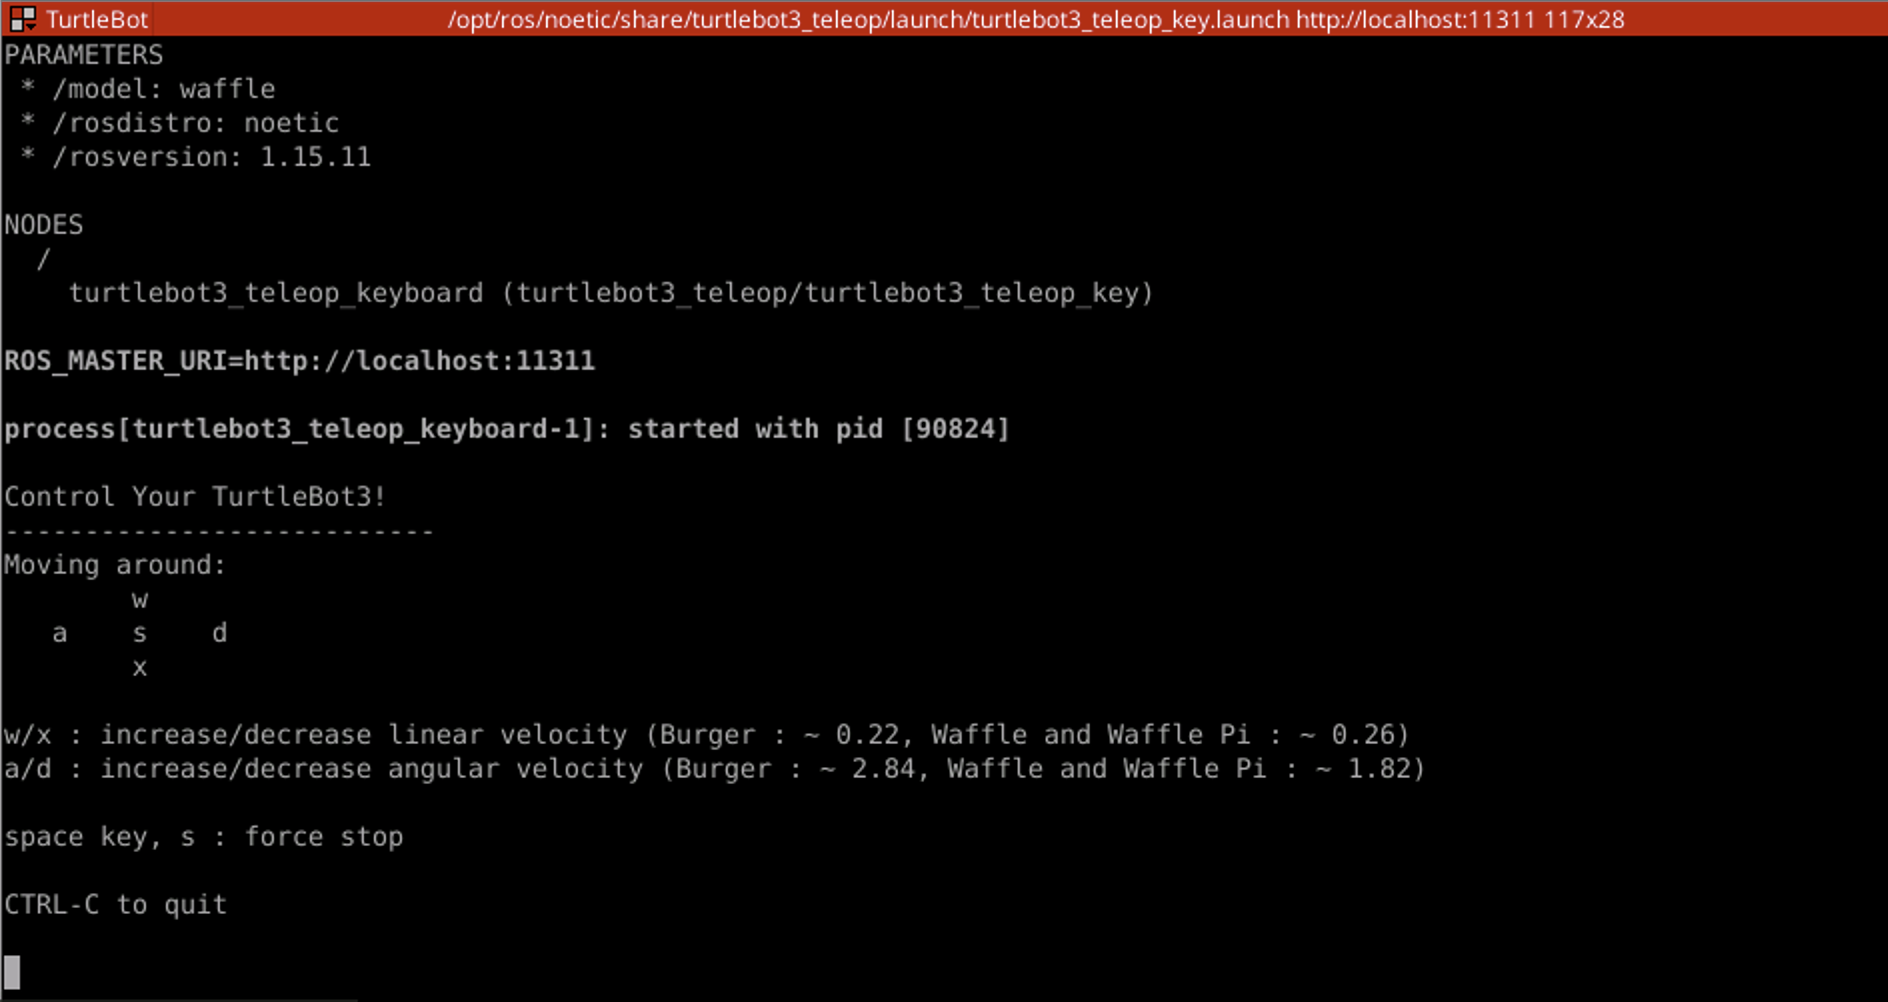 TurtleBot /opt/ros/noetic/share/turtlebot3_teleop/launch/turtlebot3_teleop_key.launch http://localhost:11311 117x28
PARAMETERS
 * /model: waffle
 * /rosdistro: noetic
 * /rosversion: 1.15.11

NODES
  /
    turtlebot3_teleop_keyboard (turtlebot3_teleop/turtlebot3_teleop_key)

ROS_MASTER_URI=http://localhost:11311

process[turtlebot3_teleop_keyboard-1]: started with pid [90824]

Control Your TurtleBot3!
---------------------------
Moving around:
        w
   a    s    d
        x

w/x : increase/decrease linear velocity (Burger : ~ 0.22, Waffle and Waffle Pi : ~ 0.26)
a/d : increase/decrease angular velocity (Burger : ~ 2.84, Waffle and Waffle Pi : ~ 1.82)

space key, s : force stop

CTRL-C to quit